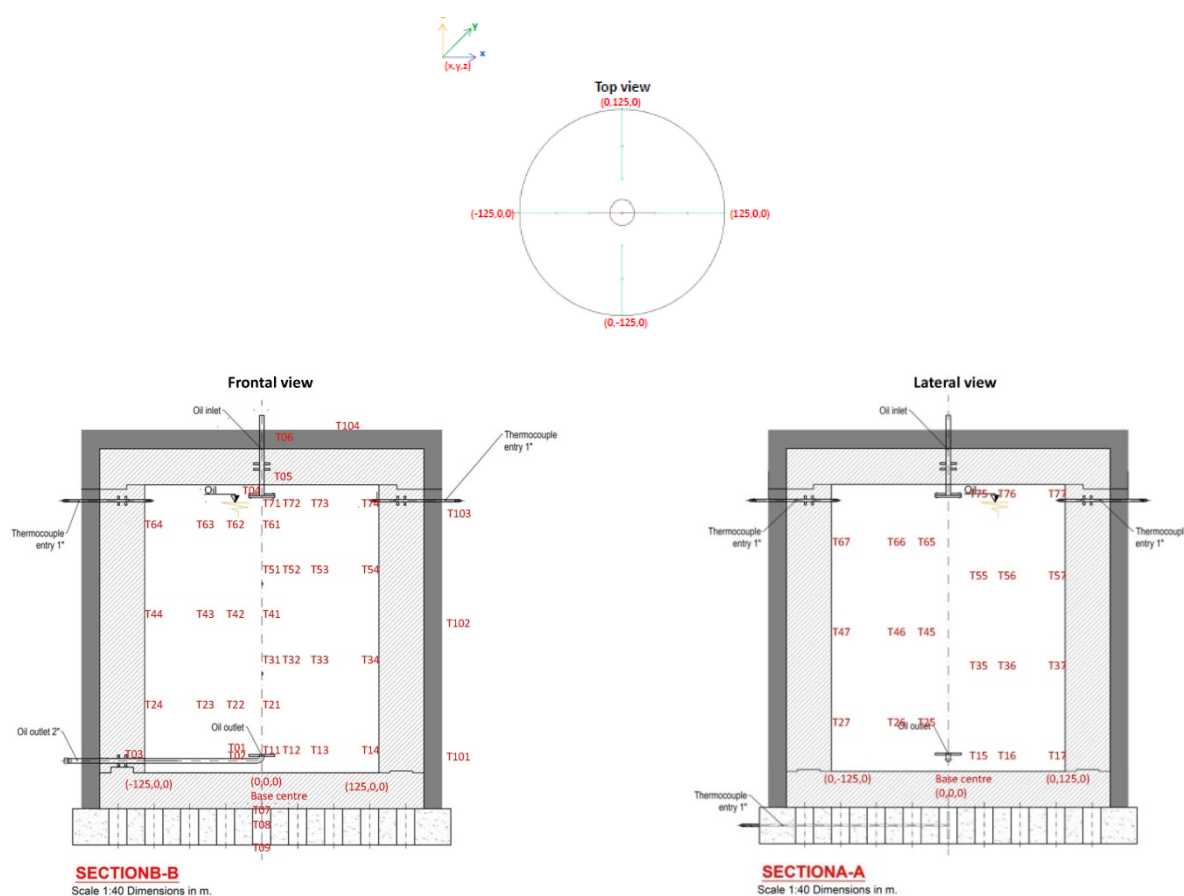 y
x
(x,y,z)
Top view
(0,125,0)
(-125,0,0)
(125,0,0)
(0,-125,0)
Frontal view
Oil inlet
T104
T06
Thermocouple
entry 1"
T05
T04
Oil
T71 T72 T73 T74
T103
T64 T63 T62 T61
Thermocouple
entry 1"
T51 T52 T53 T54
T44 T43 T42 T41
T102
T31 T32 T33 T34
T24 T23 T22 T21
Oil outlet 2"
Oil outlet
T03 T01
T02
T11 T12 T13 T14
T101
(-125,0,0)
(0,0,0)
(125,0,0)
Base centre
T07
T08
T09
SECTIONB-B
Scale 1:40 Dimensions in m.
Lateral view
Oil inlet
Oil
T75 T76 T77
Thermocouple
entry 1"
Thermocouple
entry 1"
T67 T66 T65
T55 T56 T57
T47 T46 T45
T35 T36 T37
T27 T26 T25
Oil outlet
T15 T16 T17
(0,-125,0)
Base centre
(0,125,0)
(0,0,0)
Thermocouple
entry 1"
SECTIONA-A
Scale 1:40 Dimensions in m.